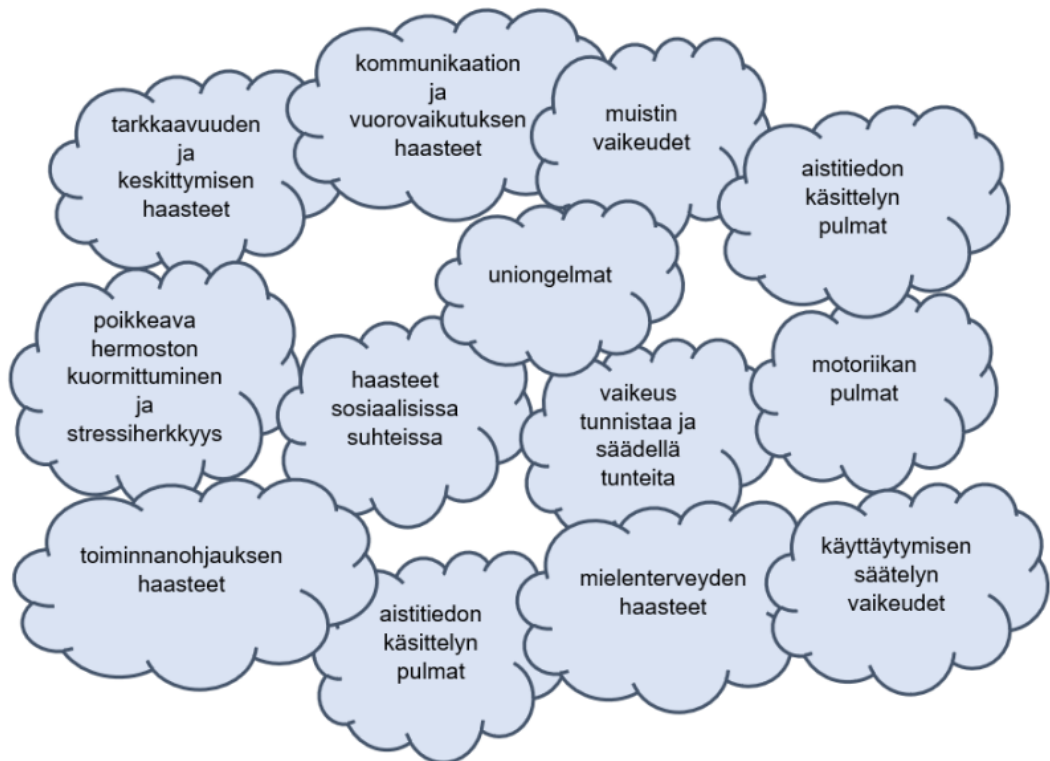 tarkkaavuuden
ja
keskittymisen
haasteet
kommunikaation
ja
vuorovaikutuksen
haasteet
muistin
vaikeudet
aistitiedon
käsittelyn
pulmat
uniongelmat
poikkeava
hermoston
kuormittuminen
ja
stressiherkkyys
haasteet
sosiaalisissa
suhteissa
vaikeus
tunnistaa ja
säädellä
tunteita
motoriikan
pulmat
toiminnanohjauksen
haasteet
aistitiedon
käsittelyn
pulmat
mielenterveyden
haasteet
käyttäytymisen
säätelyn
vaikeudet